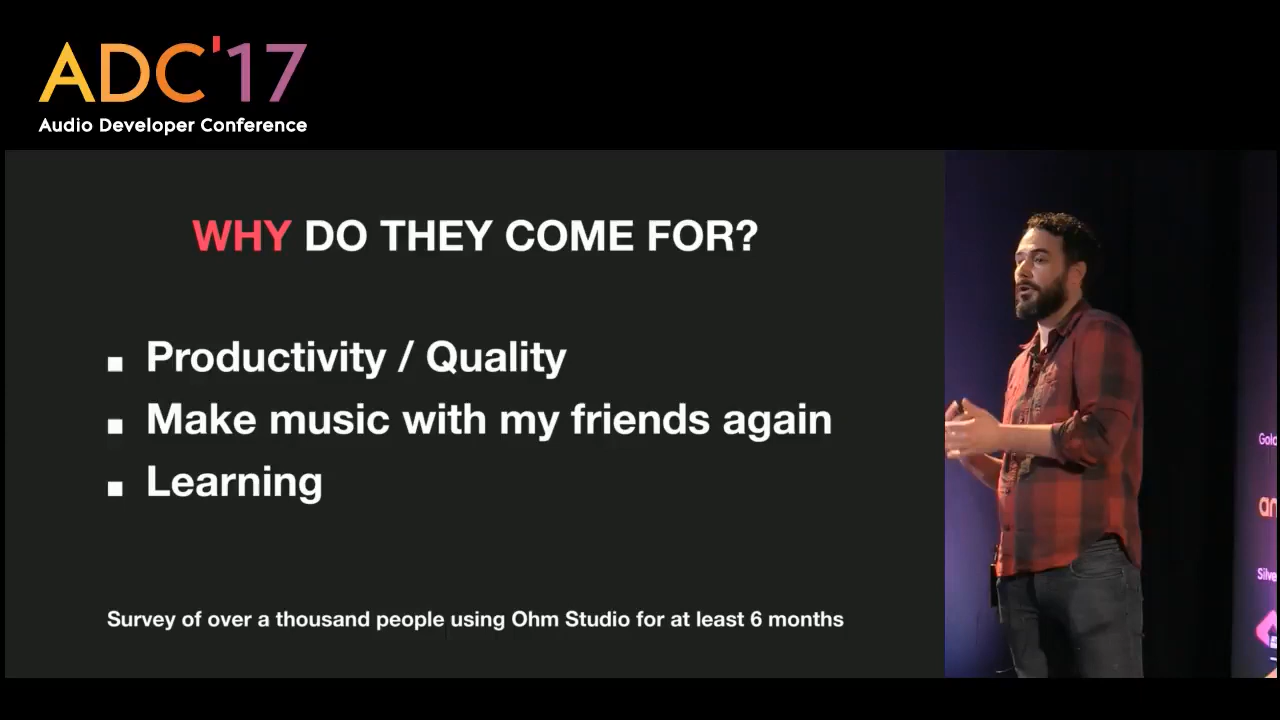 ADC'17
Audio Developer Conference
WHY DO THEY COME FOR?
▪ Productivity / Quality
▪ Make music with my friends again
▪ Learning
Survey of over a thousand people using Ohm Studio for at least 6 months